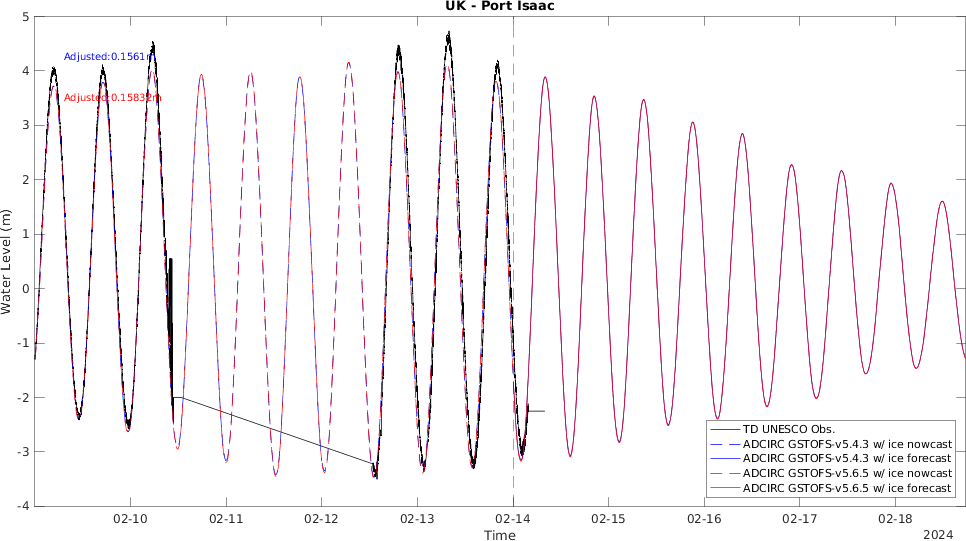 UK - Port Isaac
Water Level (m)
5
4
3
2
1
0
-1
-2
-3
-4
Adjusted:0.1561m
Adjusted:0.15832m
TD UNESCO Obs.
ADCIRC GSTOFS-v5.4.3 w/ ice nowcast
ADCIRC GSTOFS-v5.4.3 w/ ice forecast
ADCIRC GSTOFS-v5.6.5 w/ ice nowcast
ADCIRC GSTOFS-v5.6.5 w/ ice forecast
02-10 02-11 02-12 02-13 02-14 02-15 02-16 02-17 02-18
Time
2024